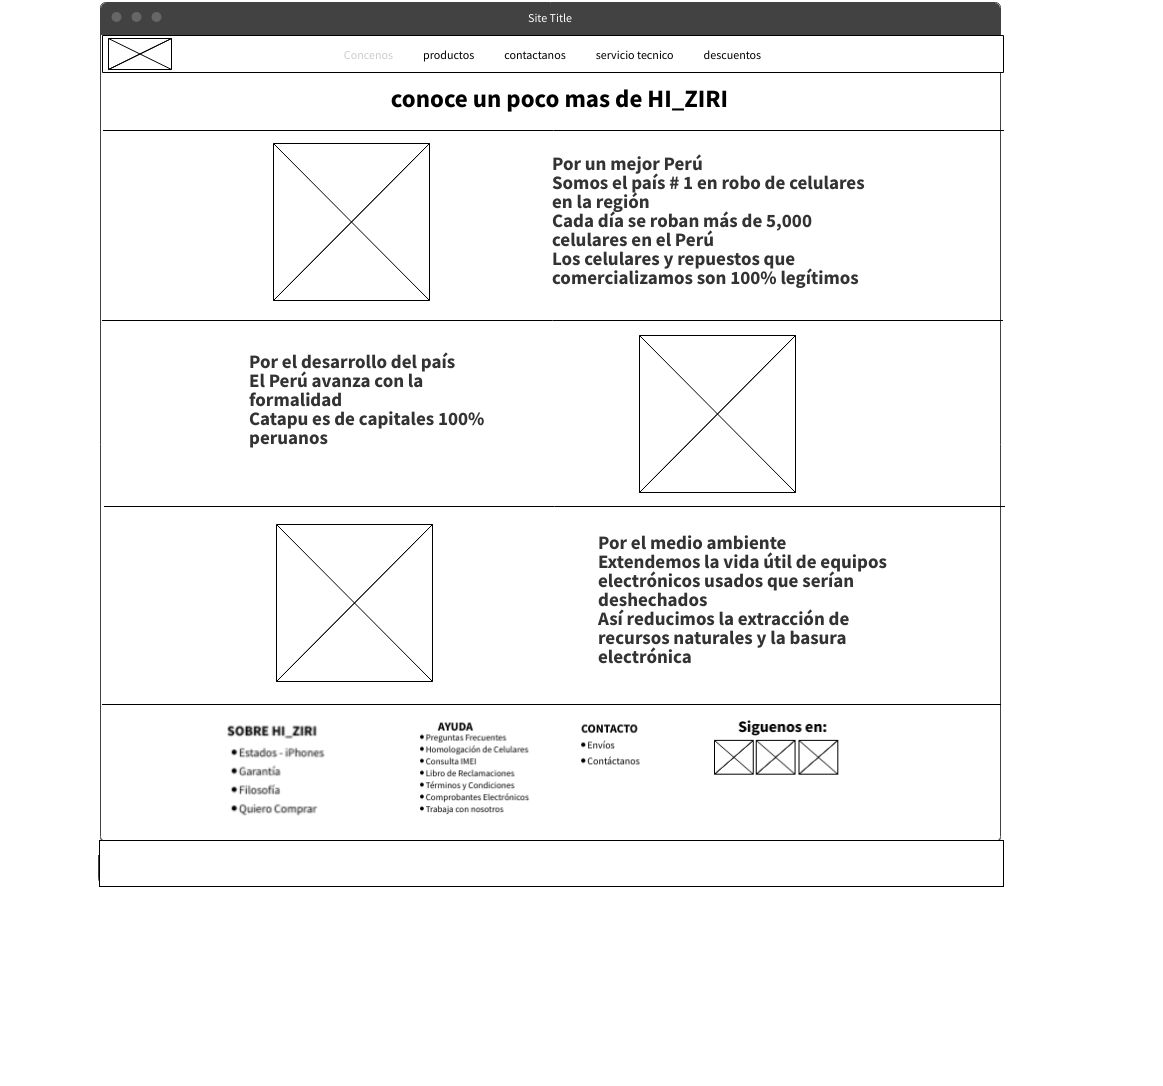 Site Title
Concenos productos contactanos servicio tecnico descuentos
conoce un poco mas de HI_ZIRI
Por un mejor Perú
Somos el país # 1 en robo de celulares
en la región
Cada día se roban más de 5,000
celulares en el Perú
Los celulares y repuestos que
comercializamos son 100% legítimos
Por el desarrollo del país
El Perú avanza con la
formalidad
Catapu es de capitales 100%
peruanos
Por el medio ambiente
Extendemos la vida útil de equipos
electrónicos usados que serían
deshechados
Así reducimos la extracción de
recursos naturales y la basura
electrónica
SOBRE HI_ZIRI
Estados - iPhones
Garantía
Filosofía
Quiero Comprar
AYUDA
Preguntas Frecuentes
Homologación de Celulares
Consulta IMEI
Libro de Reclamaciones
Términos y Condiciones
Comprobantes Electrónicos
Trabaja con nosotros
CONTACTO
Envíos
Contáctanos
Siguenos en: